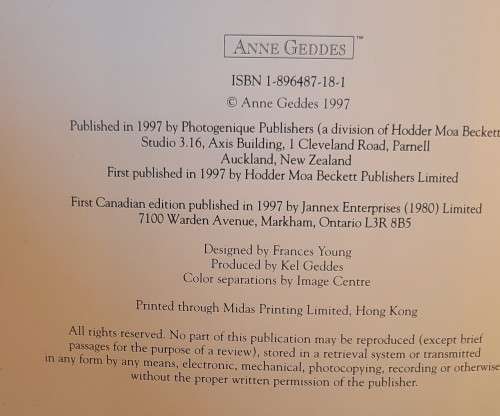 ANNE GEDDES ™
ISBN 1-896487-18-1
© Anne Geddes 1997
Published in 1997 by Photogenique Publishers (a division of Hodder Moa Beckett
Studio 3.16, Axis Building, 1 Cleveland Road, Parnell
Auckland, New Zealand
First published in 1997 by Hodder Moa Beckett Publishers Limited
First Canadian edition published in 1997 by Jannex Enterprises (1980) Limited
7100 Warden Avenue, Markham, Ontario L3R 8B5
Designed by Frances Young
Produced by Kel Geddes
Color separations by Image Centre
Printed through Midas Printing Limited, Hong Kong
All rights reserved. No part of this publication may be reproduced (except brief
passages for the purpose of a review), stored in a retrieval system or transmitted
in any form by any means, electronic, mechanical, photocopying, recording or otherwise
without the proper written permission of the publisher.